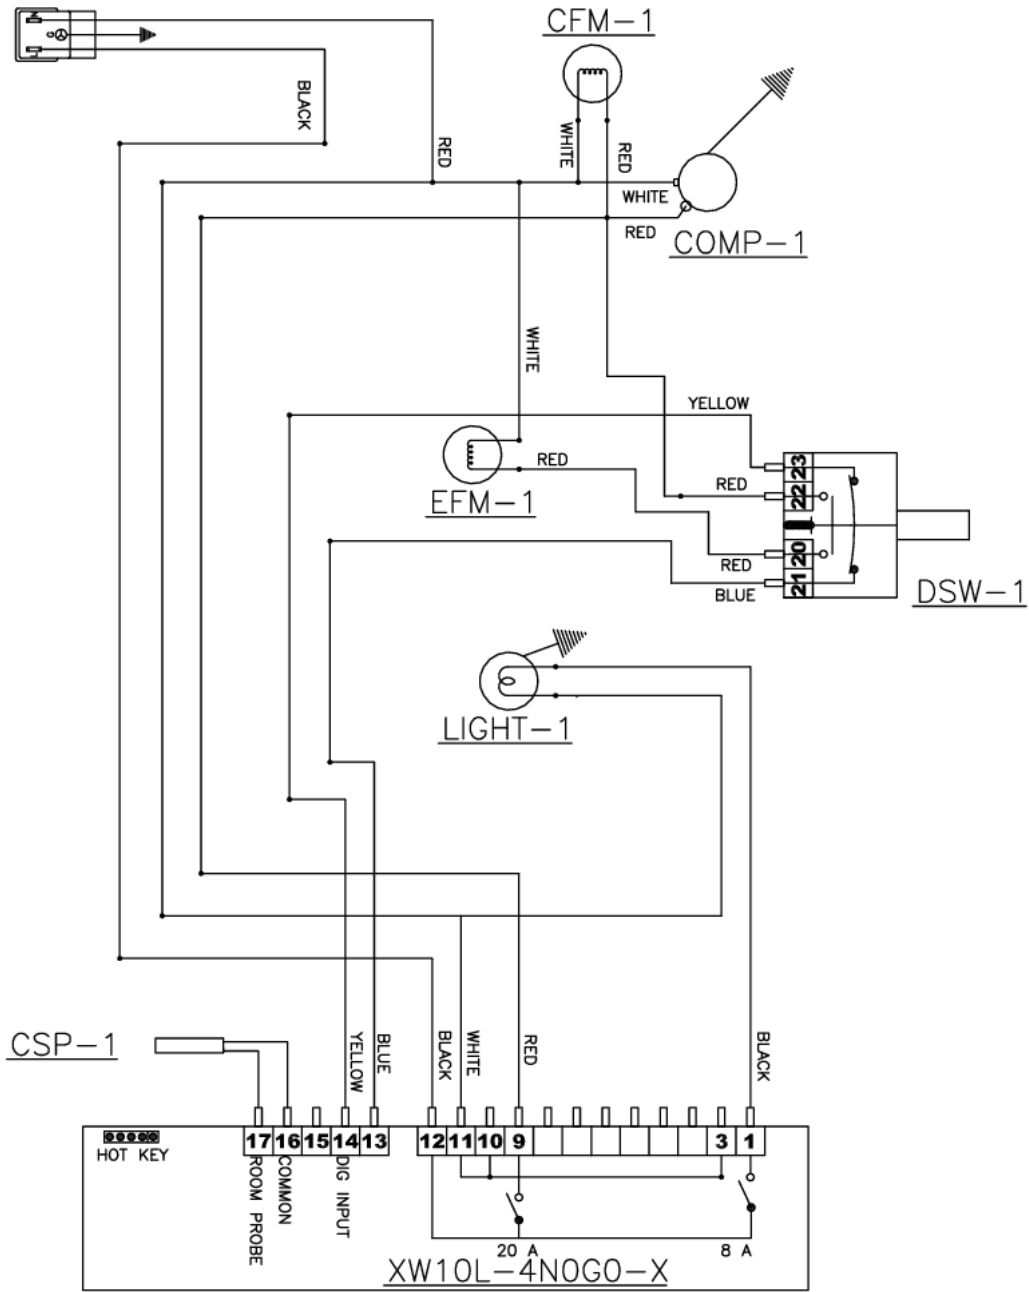 N
G
L
CFM-1
BLACK
RED
WHITE
RED
WHITE
RED
COMP-1
WHITE
YELLOW
RED
EFM-1
RED
RED
BLUE
23
22
20
21
DSW-1
LIGHT-1
CSP-1
YELLOW
BLUE
BLACK
WHITE
RED
BLACK
HOT KEY
17 16 15 14 13 12 11 10 9 3 1
ROOM PROBE
COMMON
DIG INPUT
20 A
8 A
XW10L-4N0G0-X